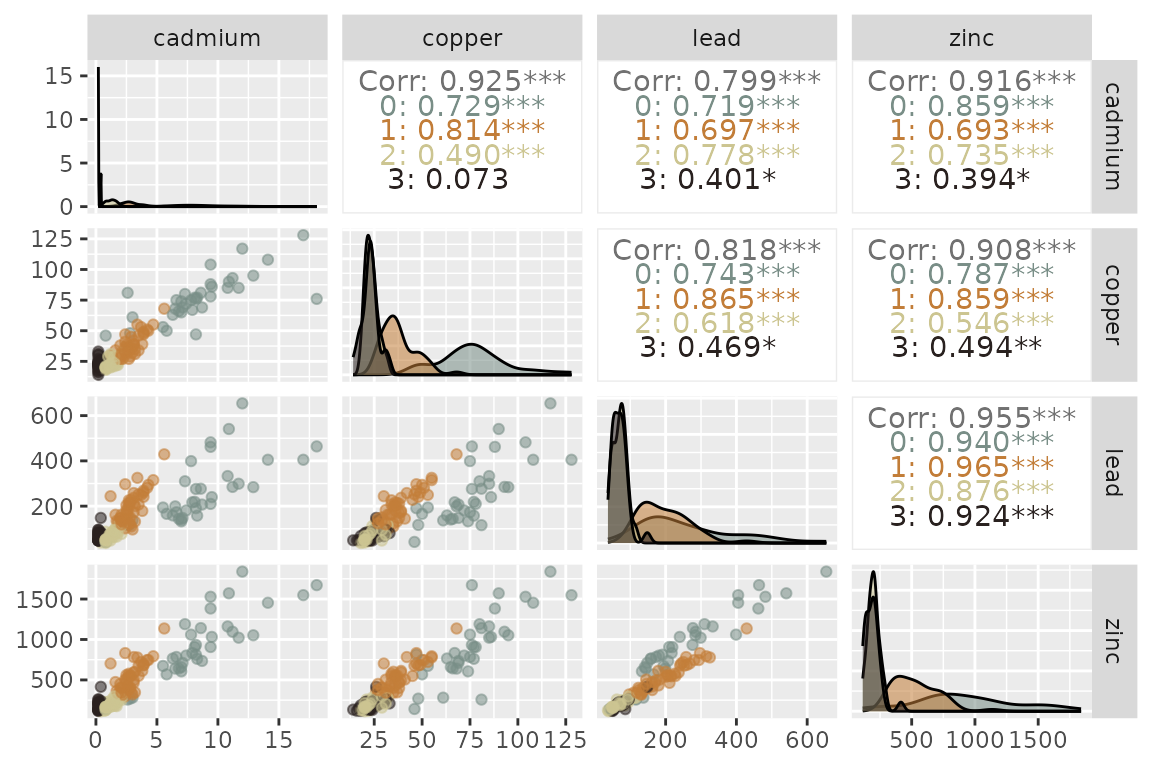 cadmium
copper
lead
zinc
15
10
5
0
Corr: 0.925***
0: 0.729***
1: 0.814***
2: 0.490***
3: 0.073
Corr: 0.799***
0: 0.719***
1: 0.697***
2: 0.778***
3: 0.401*
Corr: 0.916***
0: 0.859***
1: 0.693***
2: 0.735***
3: 0.394*
cadmium
125
100
75
50
25
Corr: 0.818***
0: 0.743***
1: 0.865***
2: 0.618***
3: 0.469*
Corr: 0.908***
0: 0.787***
1: 0.859***
2: 0.546***
3: 0.494**
copper
600
400
200
Corr: 0.955***
0: 0.940***
1: 0.965***
2: 0.876***
3: 0.924***
lead
1500
1000
500
zinc
0 5 10 15
25 50 75 100 125
200 400 600
500 1000 1500